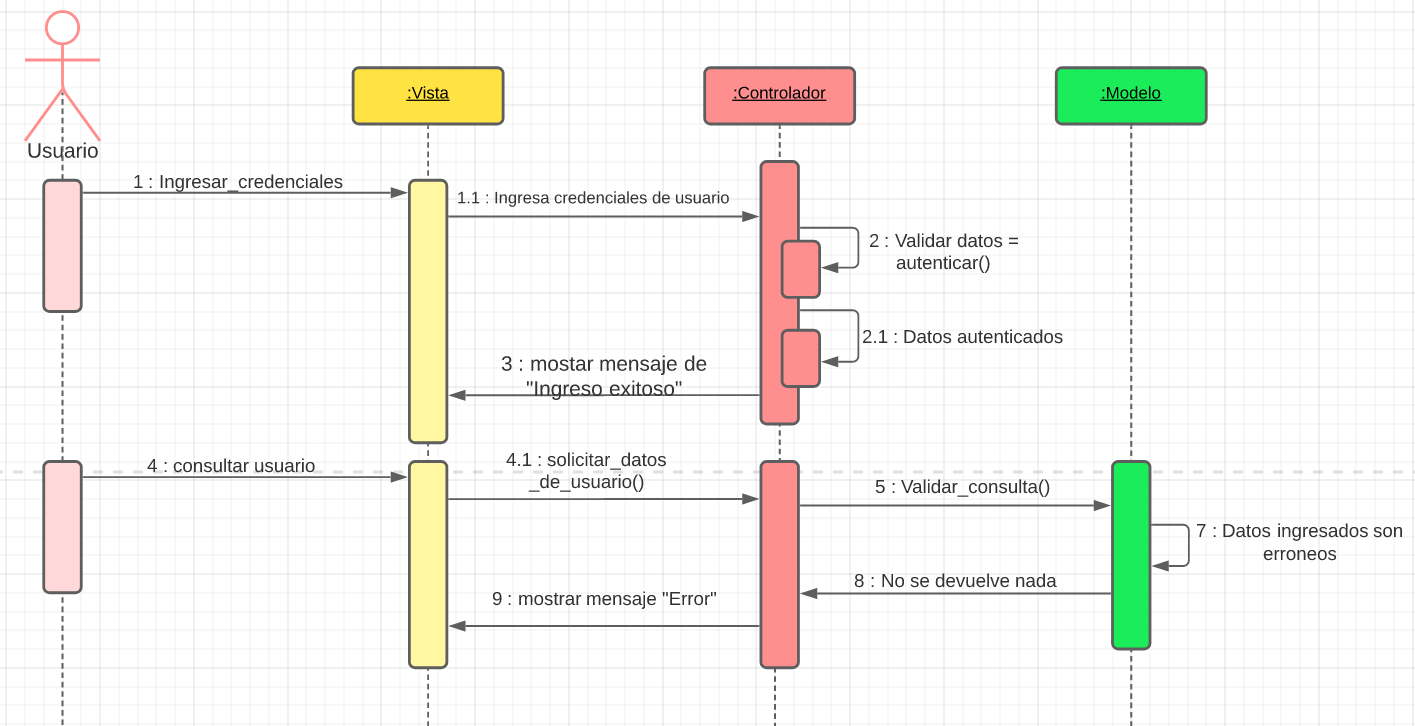 Usuario
:Vista
:Controlador
:Modelo
1 : Ingresar_credenciales
1.1 : Ingresa credenciales de usuario
2 : Validar datos =
autenticar()
2.1 : Datos autenticados
3 : mostar mensaje de
"Ingreso exitoso"
4 : consultar usuario
4.1 : solicitar_datos
_de_usuario()
5 : Validar_consulta()
7 : Datos ingresados son
erroneos
8 : No se devuelve nada
9 : mostrar mensaje "Error"